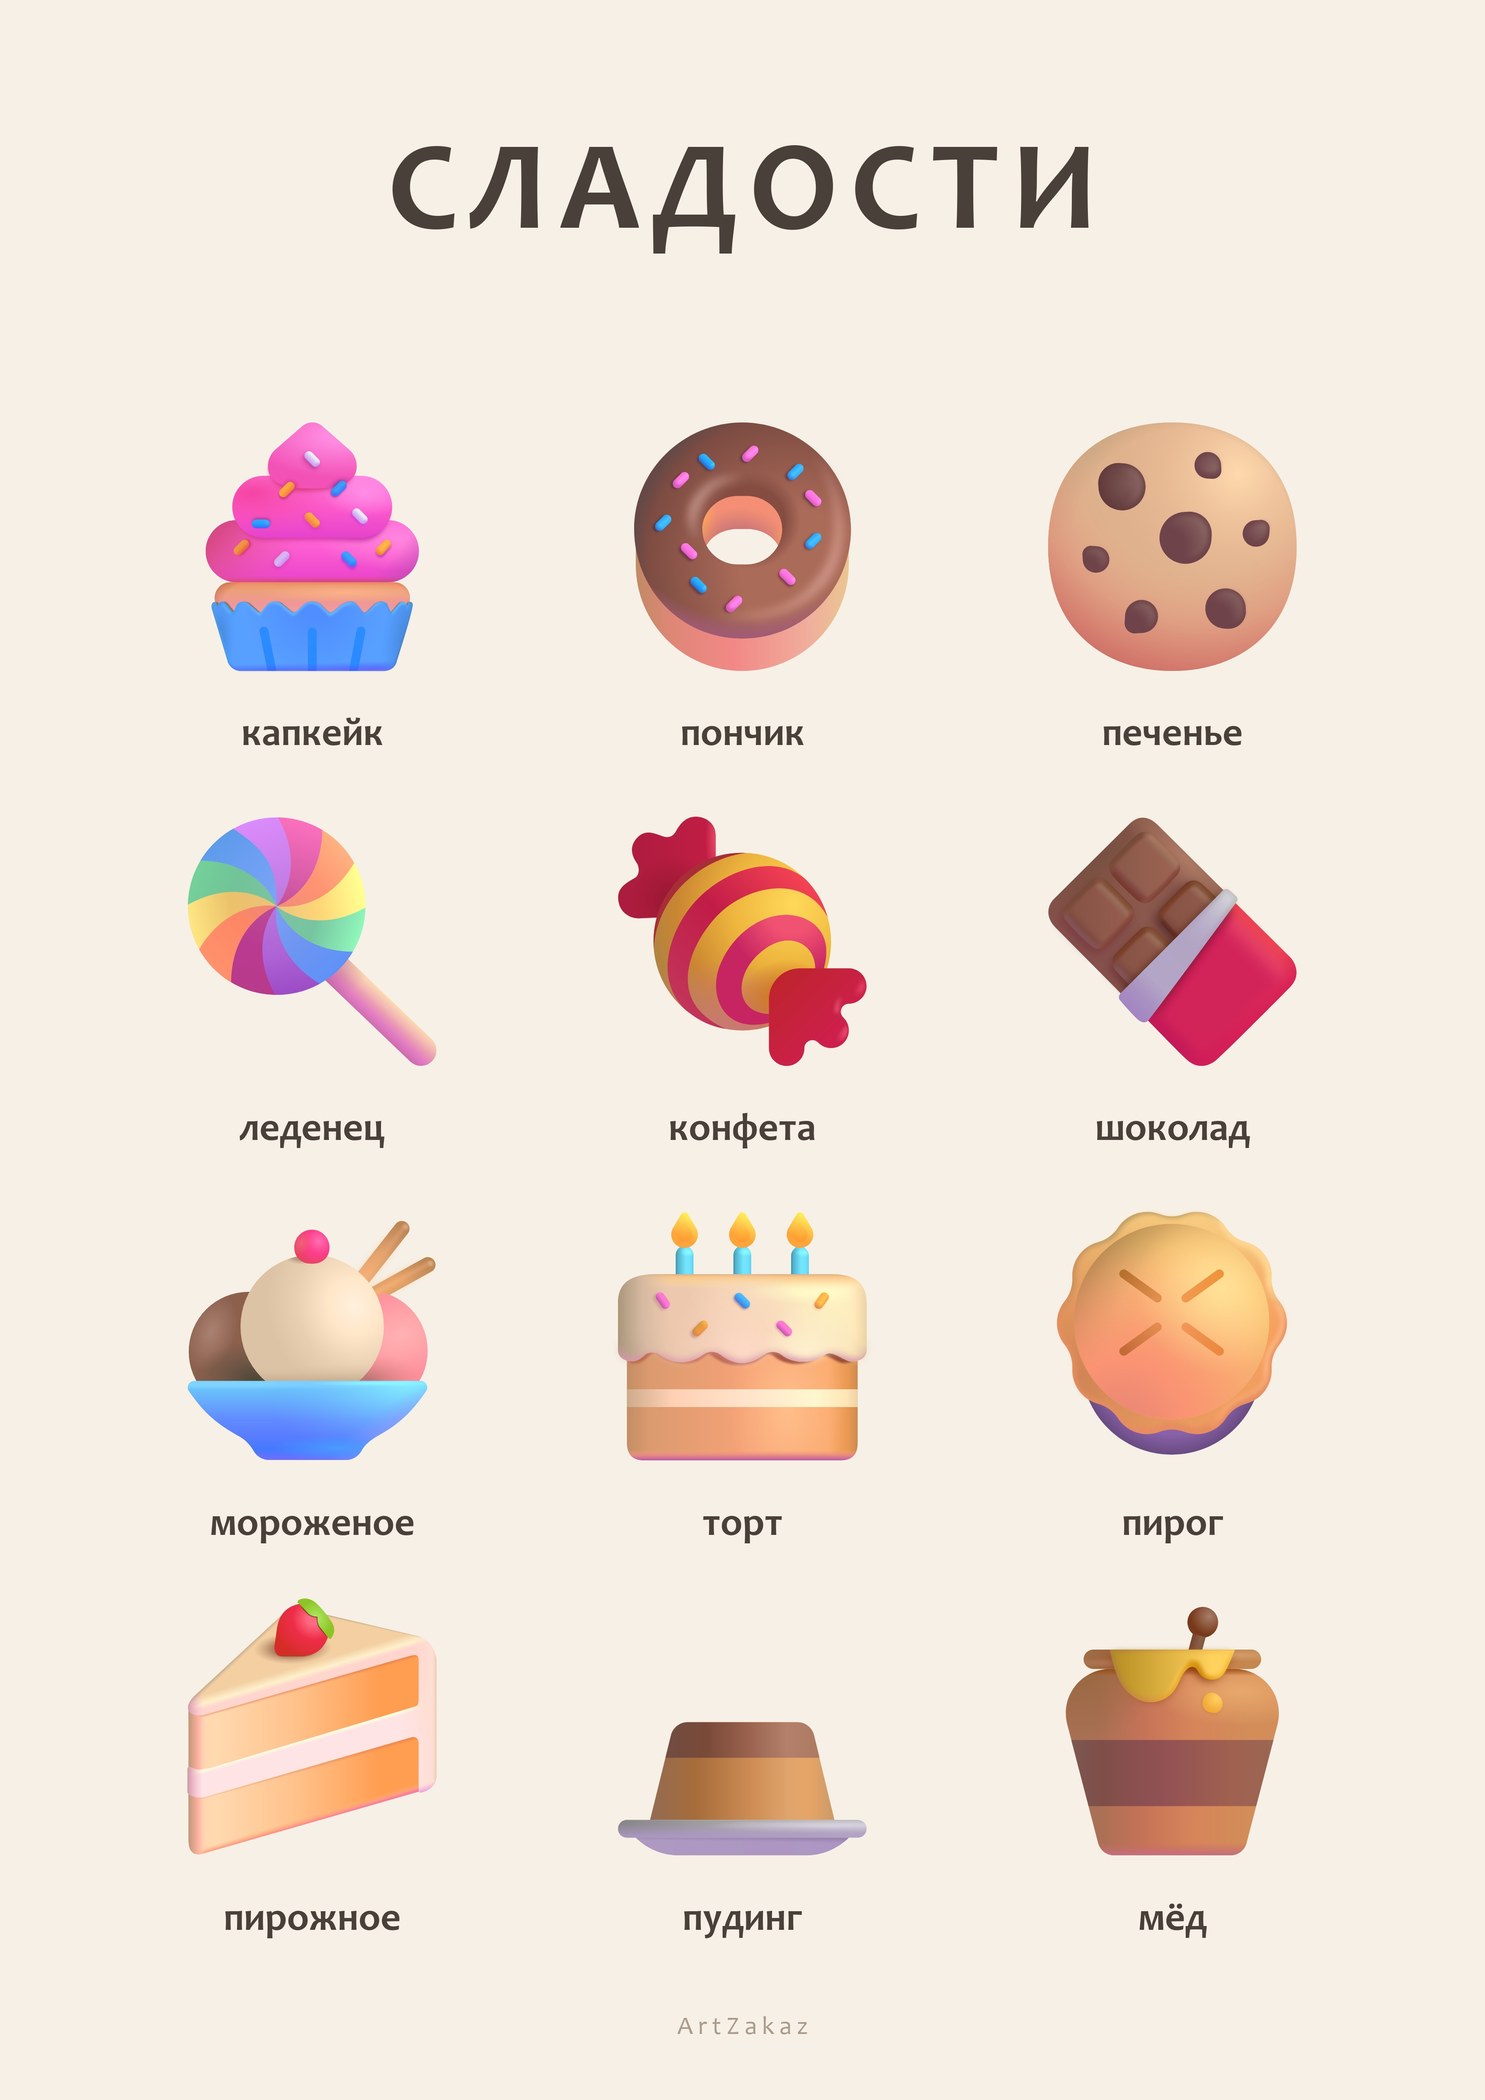 СЛАДОСТИ
капкейк пончик печенье
леденец конфета шоколад
мороженое торт пирог
пирожное пудинг мёд
ArtZakaz